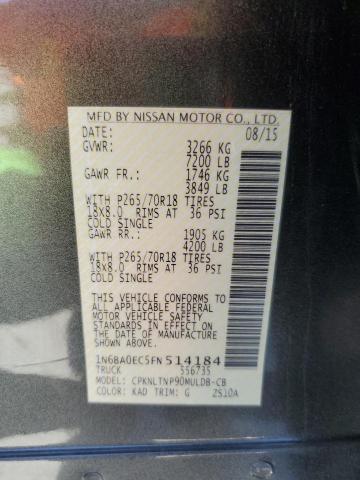 MFD BY NISSAN MOTOR CO., LTD.
DATE: 08/15
GVWR: 3266 KG
7200 LB
GAWR FR.: 1746 KG
3849 LB
WITH P265/70R18 TIRES
18X8.0 RIMS AT 36 PSI
COLD SINGLE
GAWR RR: 1905 KG
4200 LB
WITH P265/70R18 TIRES
18X8.0 RIMS AT 36 PSI
COLD SINGLE
THIS VEHICLE CONFORMS TO
ALL APPLICABLE FEDERAL
MOTOR VEHICLE SAFETY
STANDARDS IN EFFECT ON THE
DATE OF MANUFACTURE
SHOWN ABOVE.
1N6BA0EC5FN514184
TRUCK 556735
MODEL: CPKNLTNP90MULDB-CB
COLOR: KAD TRIM: G ZS10A